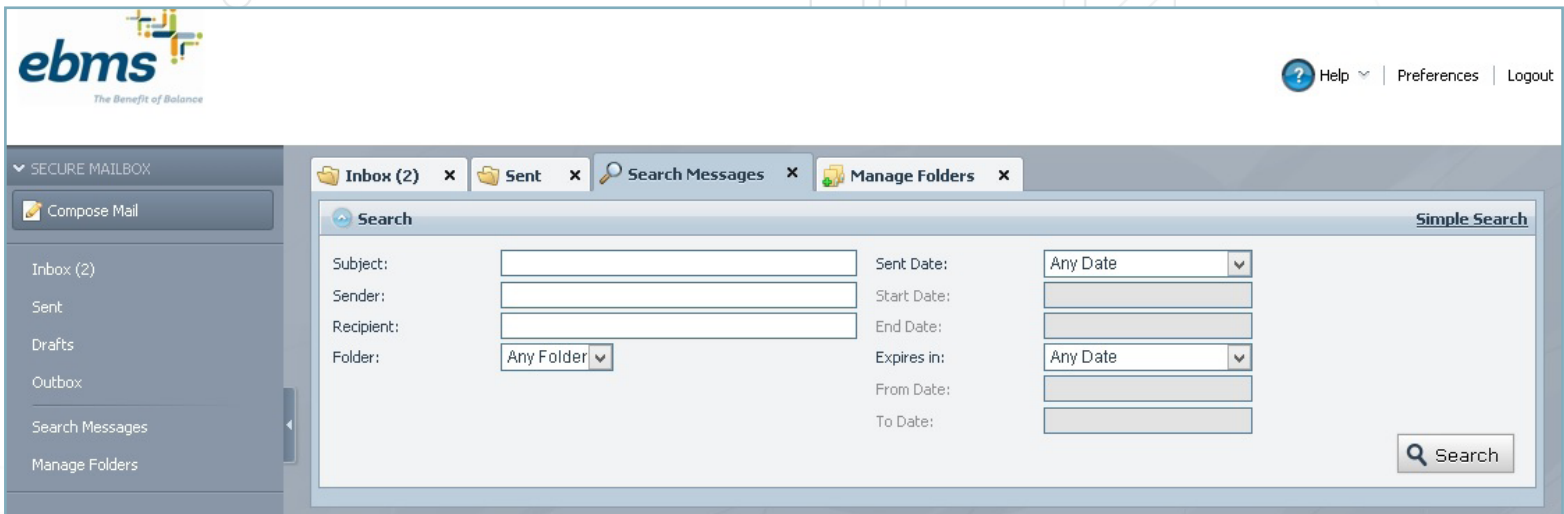 ebms
The Benefit of Balance
? Help | Preferences | Logout
SECURE MAILBOX
Compose Mail
Inbox (2)
Sent
Drafts
Outbox
Search Messages
Manage Folders
Inbox (2) x Sent x Search Messages x Manage Folders x
Search Simple Search
Subject: Sent Date: Any Date
Sender: Start Date:
Recipient: End Date:
Folder: Any Folder Expires in: Any Date
From Date:
To Date:
Search